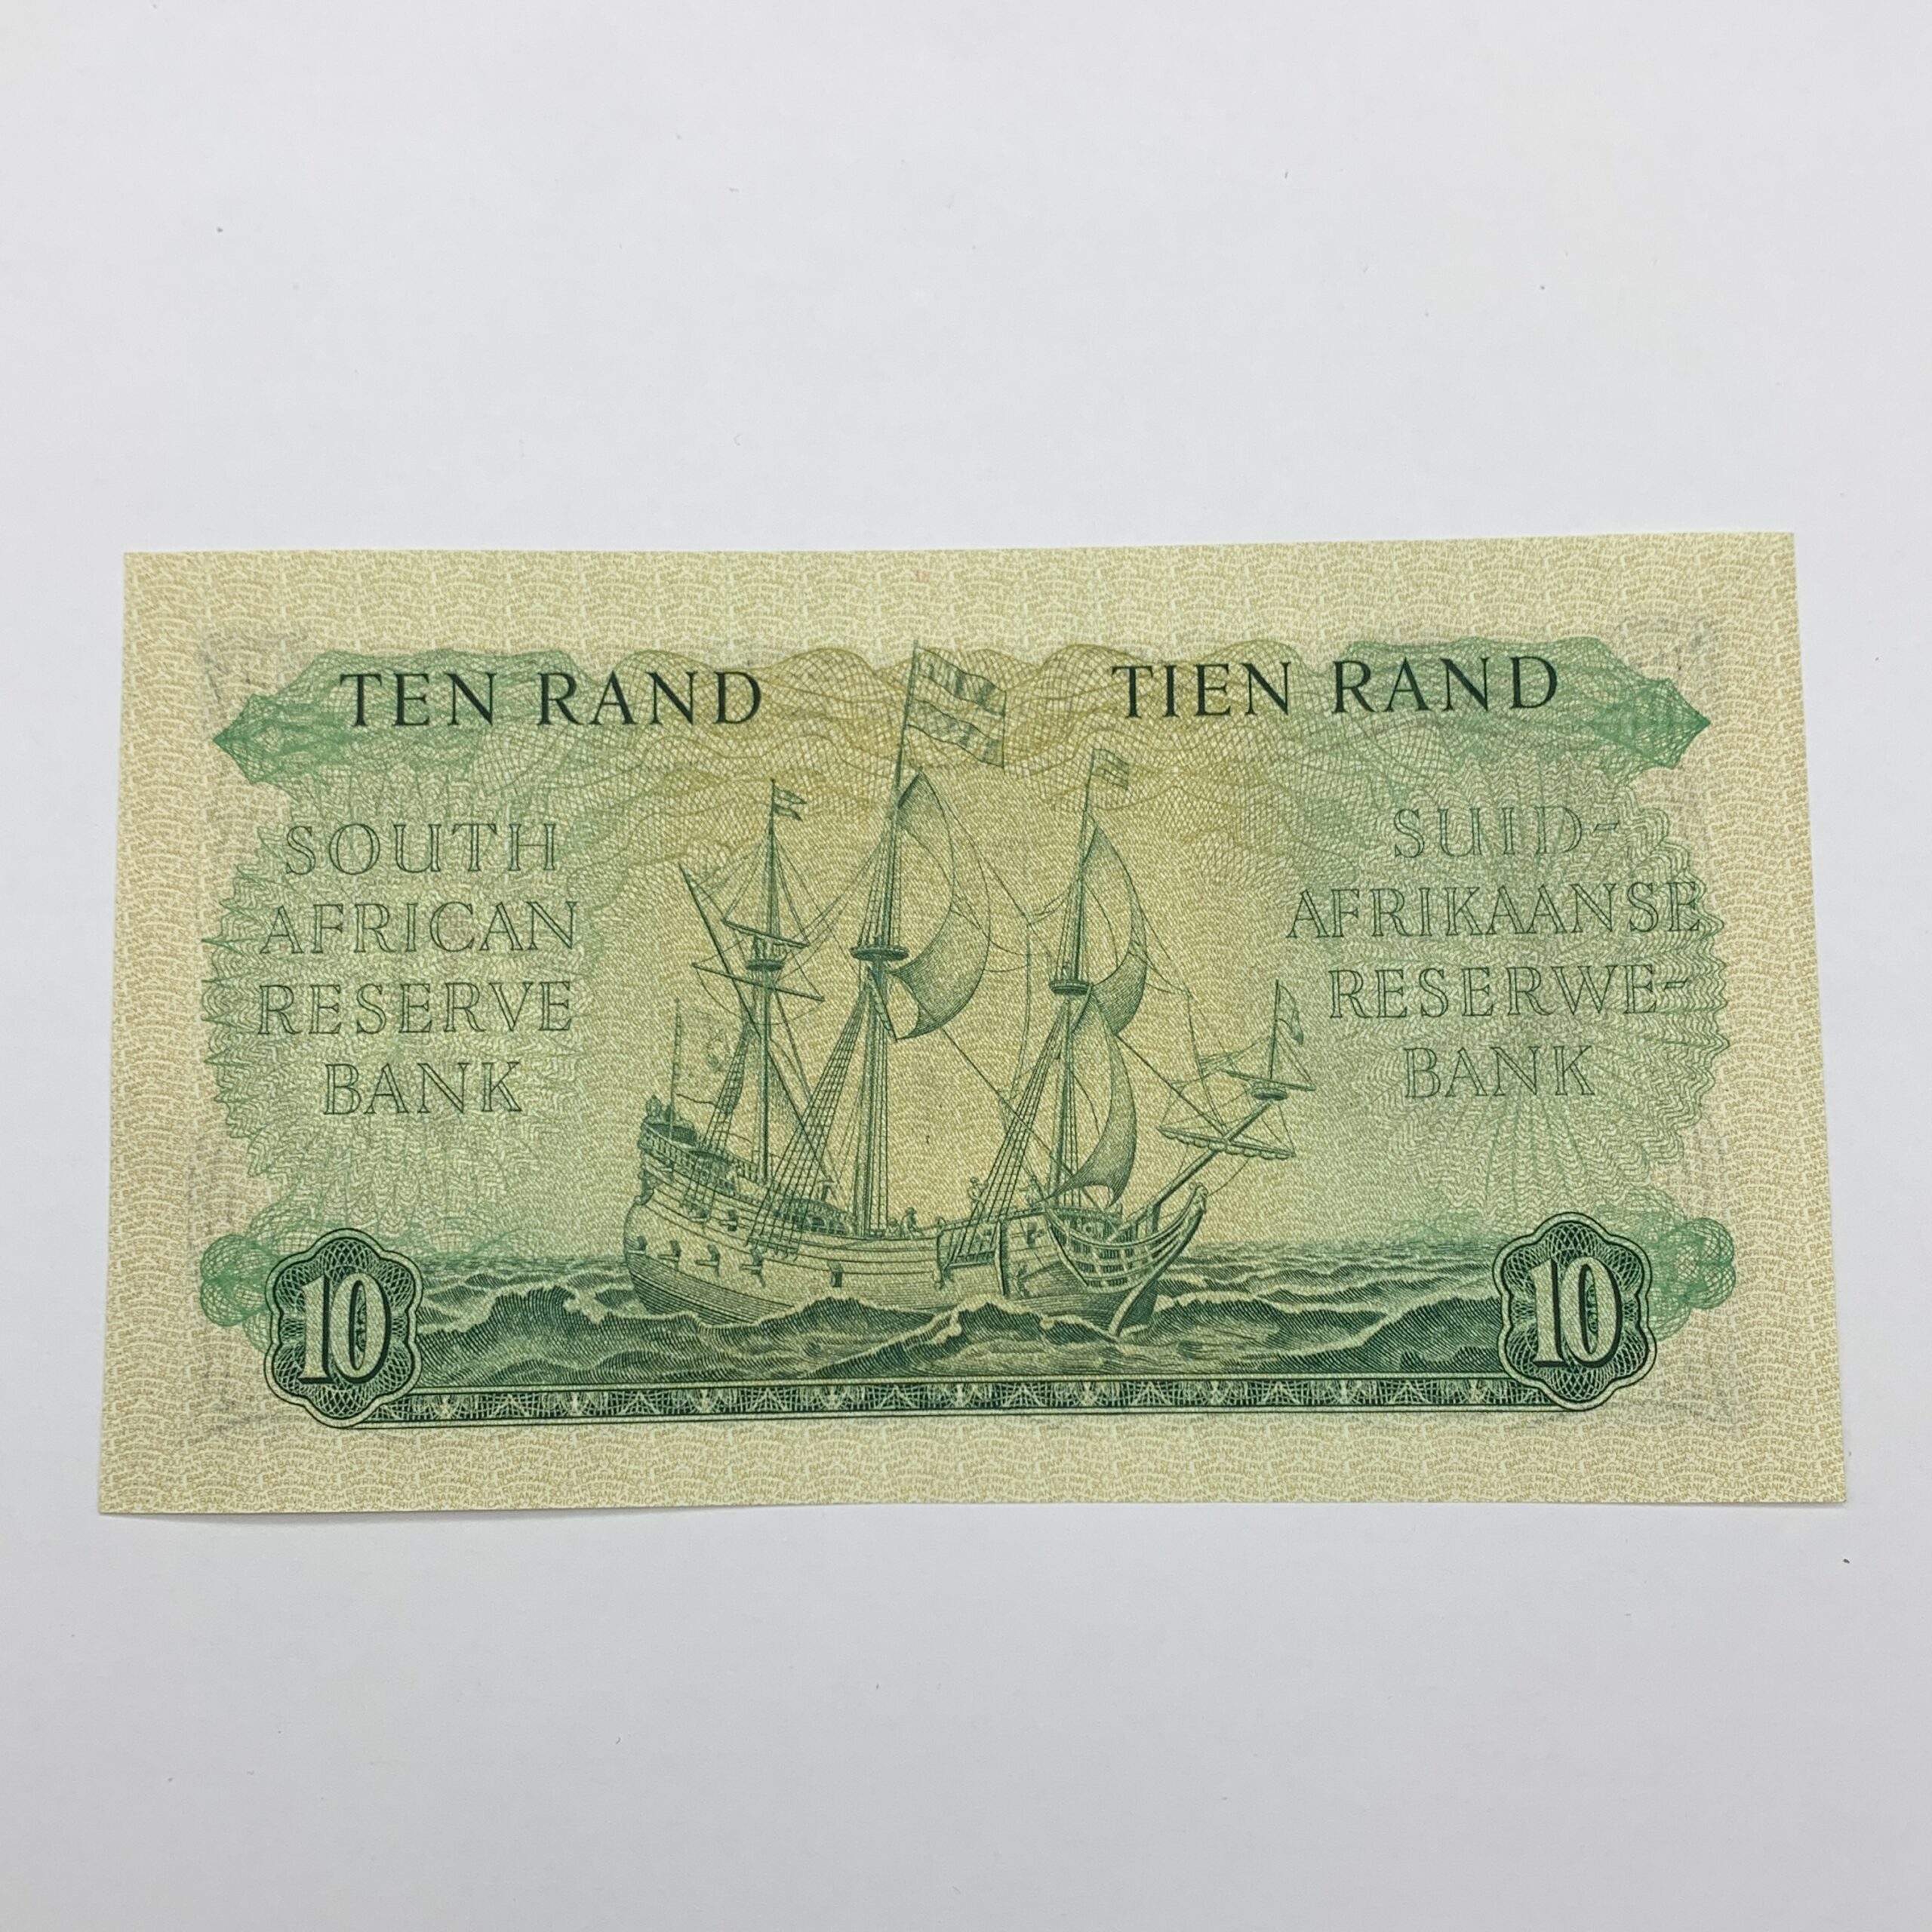 TEN RAND
TIEN RAND
SOUTH
AFRICAN
RESERVE
BANK
SUID-
AFRIKAANSE
RESERWE-
BANK
10
10